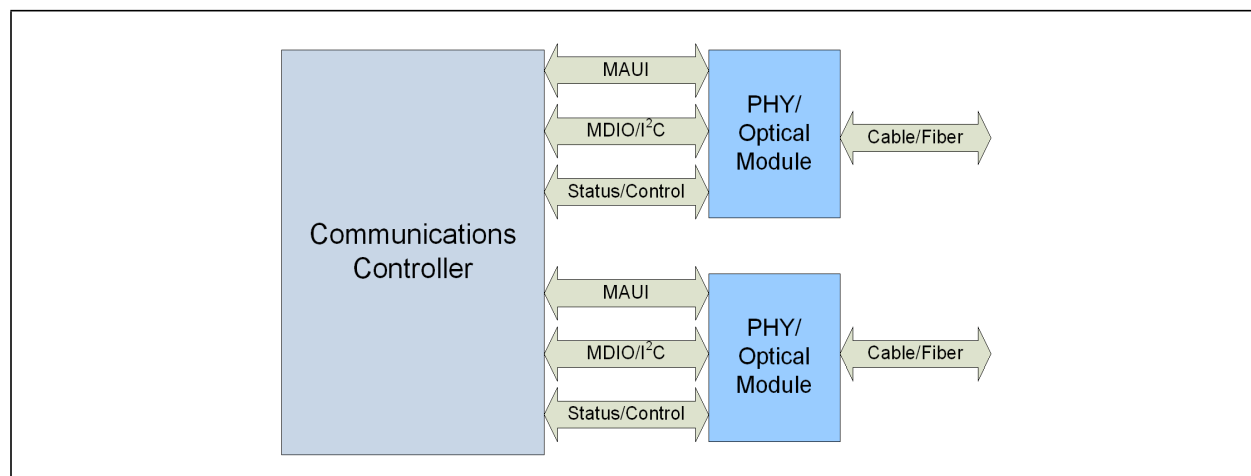 Communications
Controller
MAUI
MDIO/I²C
Status/Control
PHY/
Optical
Module
Cable/Fiber
MAUI
MDIO/I²C
Status/Control
PHY/
Optical
Module
Cable/Fiber